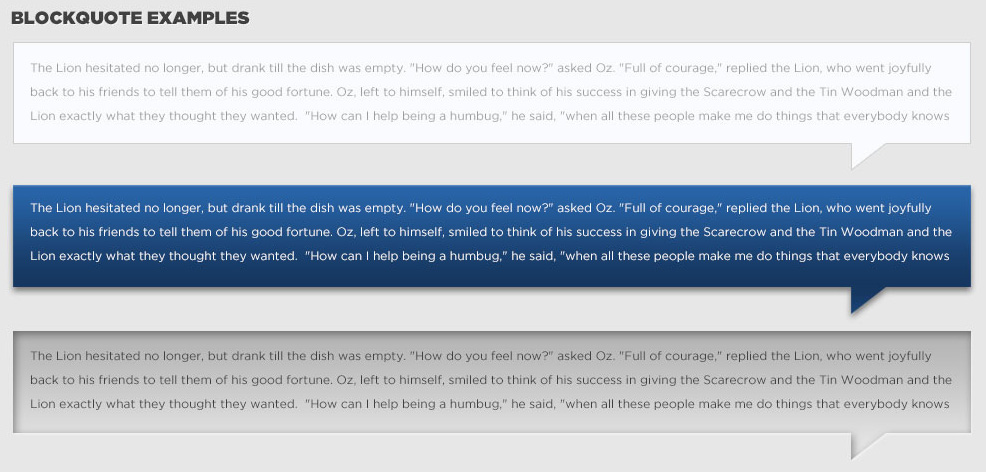 BLOCKQUOTE EXAMPLES
The Lion hesitated no longer, but drank till the dish was empty. "How do you feel now?" asked Oz. "Full of courage," replied the Lion, who went joyfully
back to his friends to tell them of his good fortune. Oz, left to himself, smiled to think of his success in giving the Scarecrow and the Tin Woodman and the
Lion exactly what they thought they wanted.  "How can I help being a humbug," he said, "when all these people make me do things that everybody knows
The Lion hesitated no longer, but drank till the dish was empty. "How do you feel now?" asked Oz. "Full of courage," replied the Lion, who went joyfully
back to his friends to tell them of his good fortune. Oz, left to himself, smiled to think of his success in giving the Scarecrow and the Tin Woodman and the
Lion exactly what they thought they wanted.  "How can I help being a humbug," he said, "when all these people make me do things that everybody knows
The Lion hesitated no longer, but drank till the dish was empty. "How do you feel now?" asked Oz. "Full of courage," replied the Lion, who went joyfully
back to his friends to tell them of his good fortune. Oz, left to himself, smiled to think of his success in giving the Scarecrow and the Tin Woodman and the
Lion exactly what they thought they wanted.  "How can I help being a humbug," he said, "when all these people make me do things that everybody knows